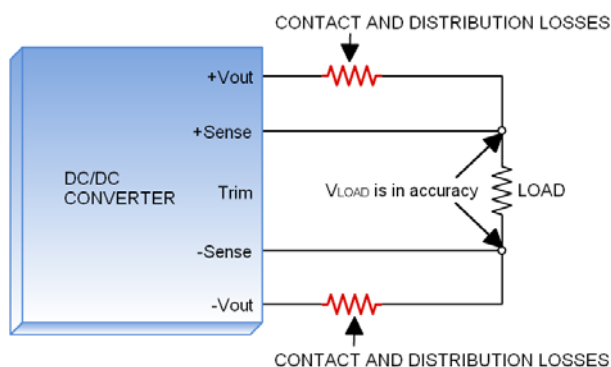 CONTACT AND DISTRIBUTION LOSSES
+Vout
+Sense
DC/DC
CONVERTER
Trim
VLOAD is in accuracy
LOAD
-Sense
-Vout
CONTACT AND DISTRIBUTION LOSSES